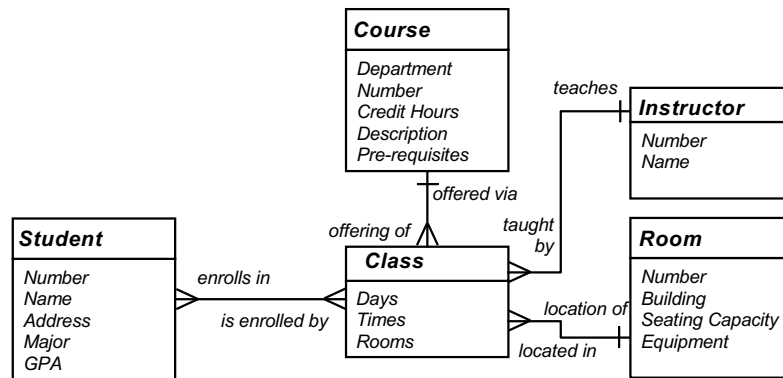 Course
Department
Number
Credit Hours
Description
Pre-requisites
teaches
Instructor
Number
Name
offered via
offering of
taught
by
Student
Number
Name
Address
Major
GPA
enrolls in
is enrolled by
Class
Days
Times
Rooms
location of
located in
Room
Number
Building
Seating Capacity
Equipment